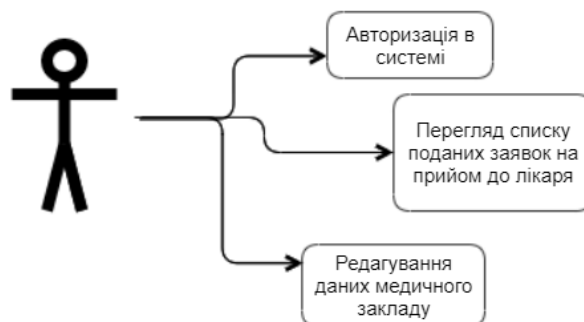 Авторизація в
системі
Перегляд списку
поданих заявок на
прийом до лікаря
Редагування
даних медичного
закладу